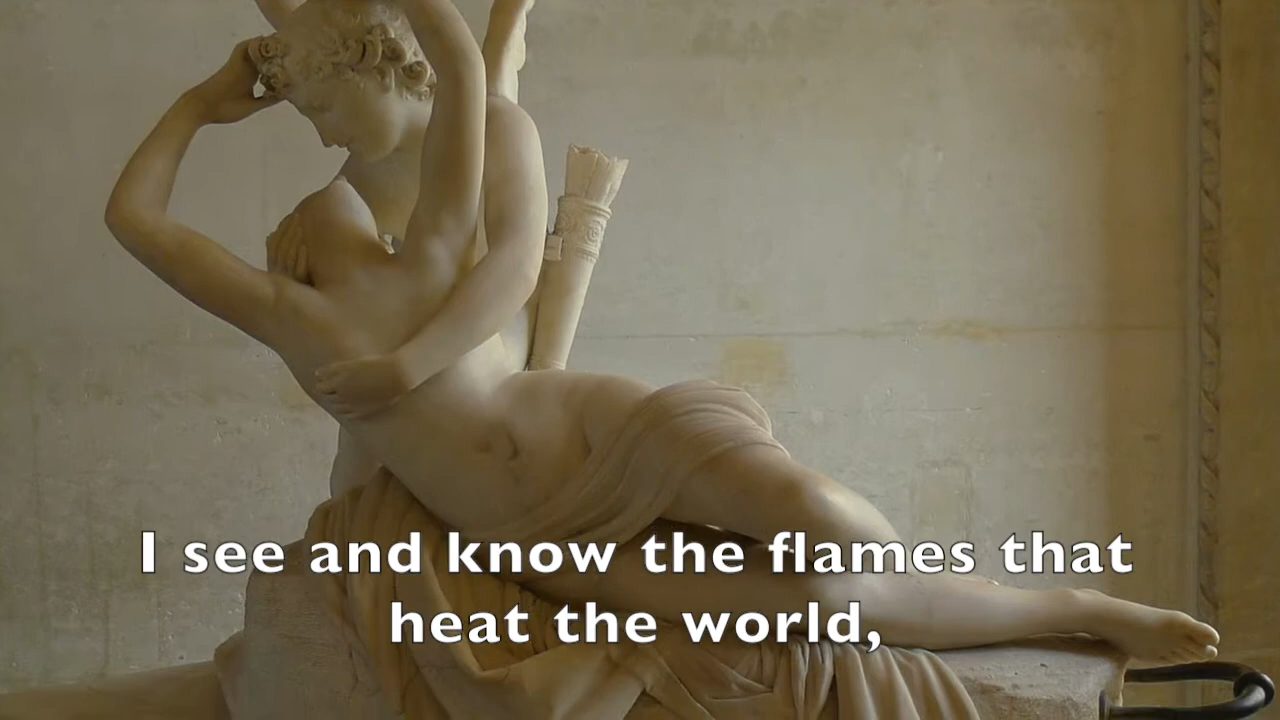 I see and know the flames that
heat the world,